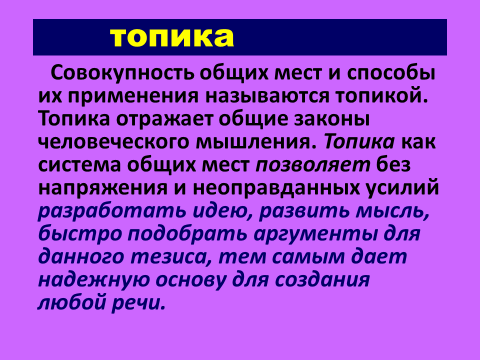 топика
Совокупность общих мест и способы
их применения называются топикой.
Топика отражает общие законы
человеческого мышления. Топика как
система общих мест позволяет без
напряжения и неоправданных усилий
разработать идею, развить мысль,
быстро подобрать аргументы для
данного тезиса, тем самым дает
надежную основу для создания
любой речи.